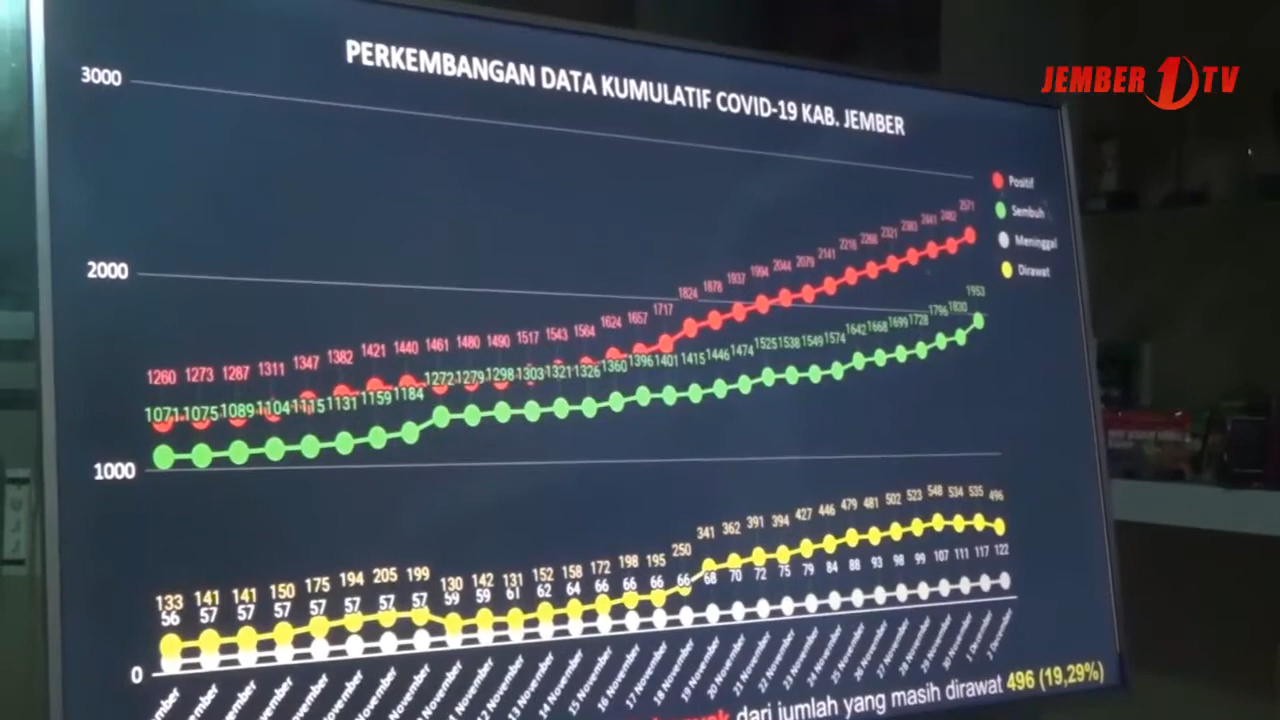 JEMBER 1 TV
PERKEMBANGAN DATA KUMULATIF COVID-19 KAB. JEMBER
3000
2000
1000
0
Positif
Sembuh
Meninggal
Dirawat
1260 1273 1287 1311 1347 1382 1421 1440 1461 1480 1490 1517 1543 1564 1624 1657 1717 1824 1878 1937 1994 2044 2079 2141 2216 2266 2321 2383 2441 2482 2571
1071 1075 1089 1104 1115 1131 1159 1184 1272 1279 1298 1303 1321 1326 1360 1396 1401 1415 1446 1474 1525 1538 1549 1574 1642 1668 1699 1728 1796 1830 1953
133 141 141 150 175 194 205 199 130 142 131 152 158 172 198 195 250 341 362 391 394 427 446 479 481 502 523 548 534 535 496
56 57 57 57 57 57 57 57 59 59 61 62 64 66 66 66 66 68 70 72 75 79 84 88 93 98 99 107 111 117 122
12 November 13 November 14 November 15 November 16 November 17 November 18 November 19 November 20 November 21 November 22 November 23 November 24 November 25 November 26 November 27 November 28 November 29 November 30 November 1 Desember 2 Desember
dari jumlah yang masih dirawat 496 (19,29%)